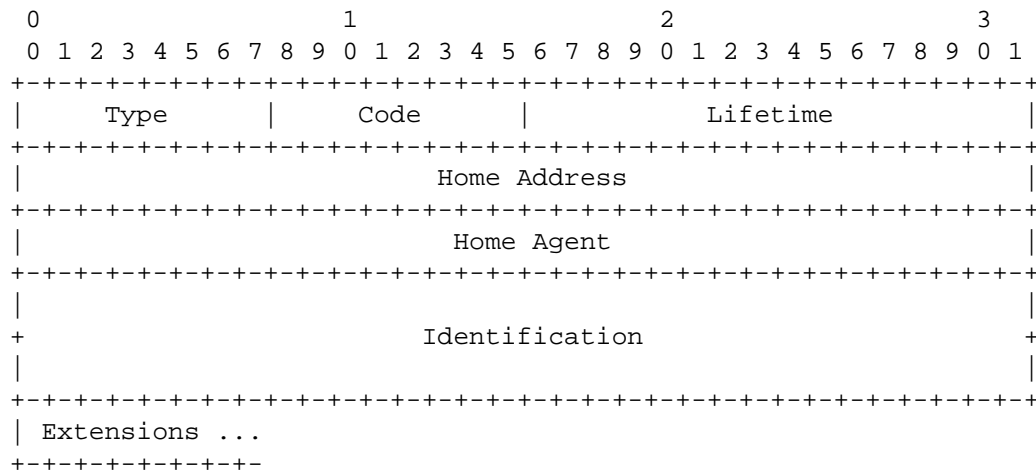 0                   1                   2                   3
 0 1 2 3 4 5 6 7 8 9 0 1 2 3 4 5 6 7 8 9 0 1 2 3 4 5 6 7 8 9 0 1
+-+-+-+-+-+-+-+-+-+-+-+-+-+-+-+-+-+-+-+-+-+-+-+-+-+-+-+-+-+-+-+-+
|     Type      |     Code      |           Lifetime            |
+-+-+-+-+-+-+-+-+-+-+-+-+-+-+-+-+-+-+-+-+-+-+-+-+-+-+-+-+-+-+-+-+
|                          Home Address                         |
+-+-+-+-+-+-+-+-+-+-+-+-+-+-+-+-+-+-+-+-+-+-+-+-+-+-+-+-+-+-+-+-+
|                           Home Agent                          |
+-+-+-+-+-+-+-+-+-+-+-+-+-+-+-+-+-+-+-+-+-+-+-+-+-+-+-+-+-+-+-+-+
|                                                               |
+                         Identification                        +
|                                                               |
+-+-+-+-+-+-+-+-+-+-+-+-+-+-+-+-+-+-+-+-+-+-+-+-+-+-+-+-+-+-+-+-+
| Extensions ...
+-+-+-+-+-+-+-+-